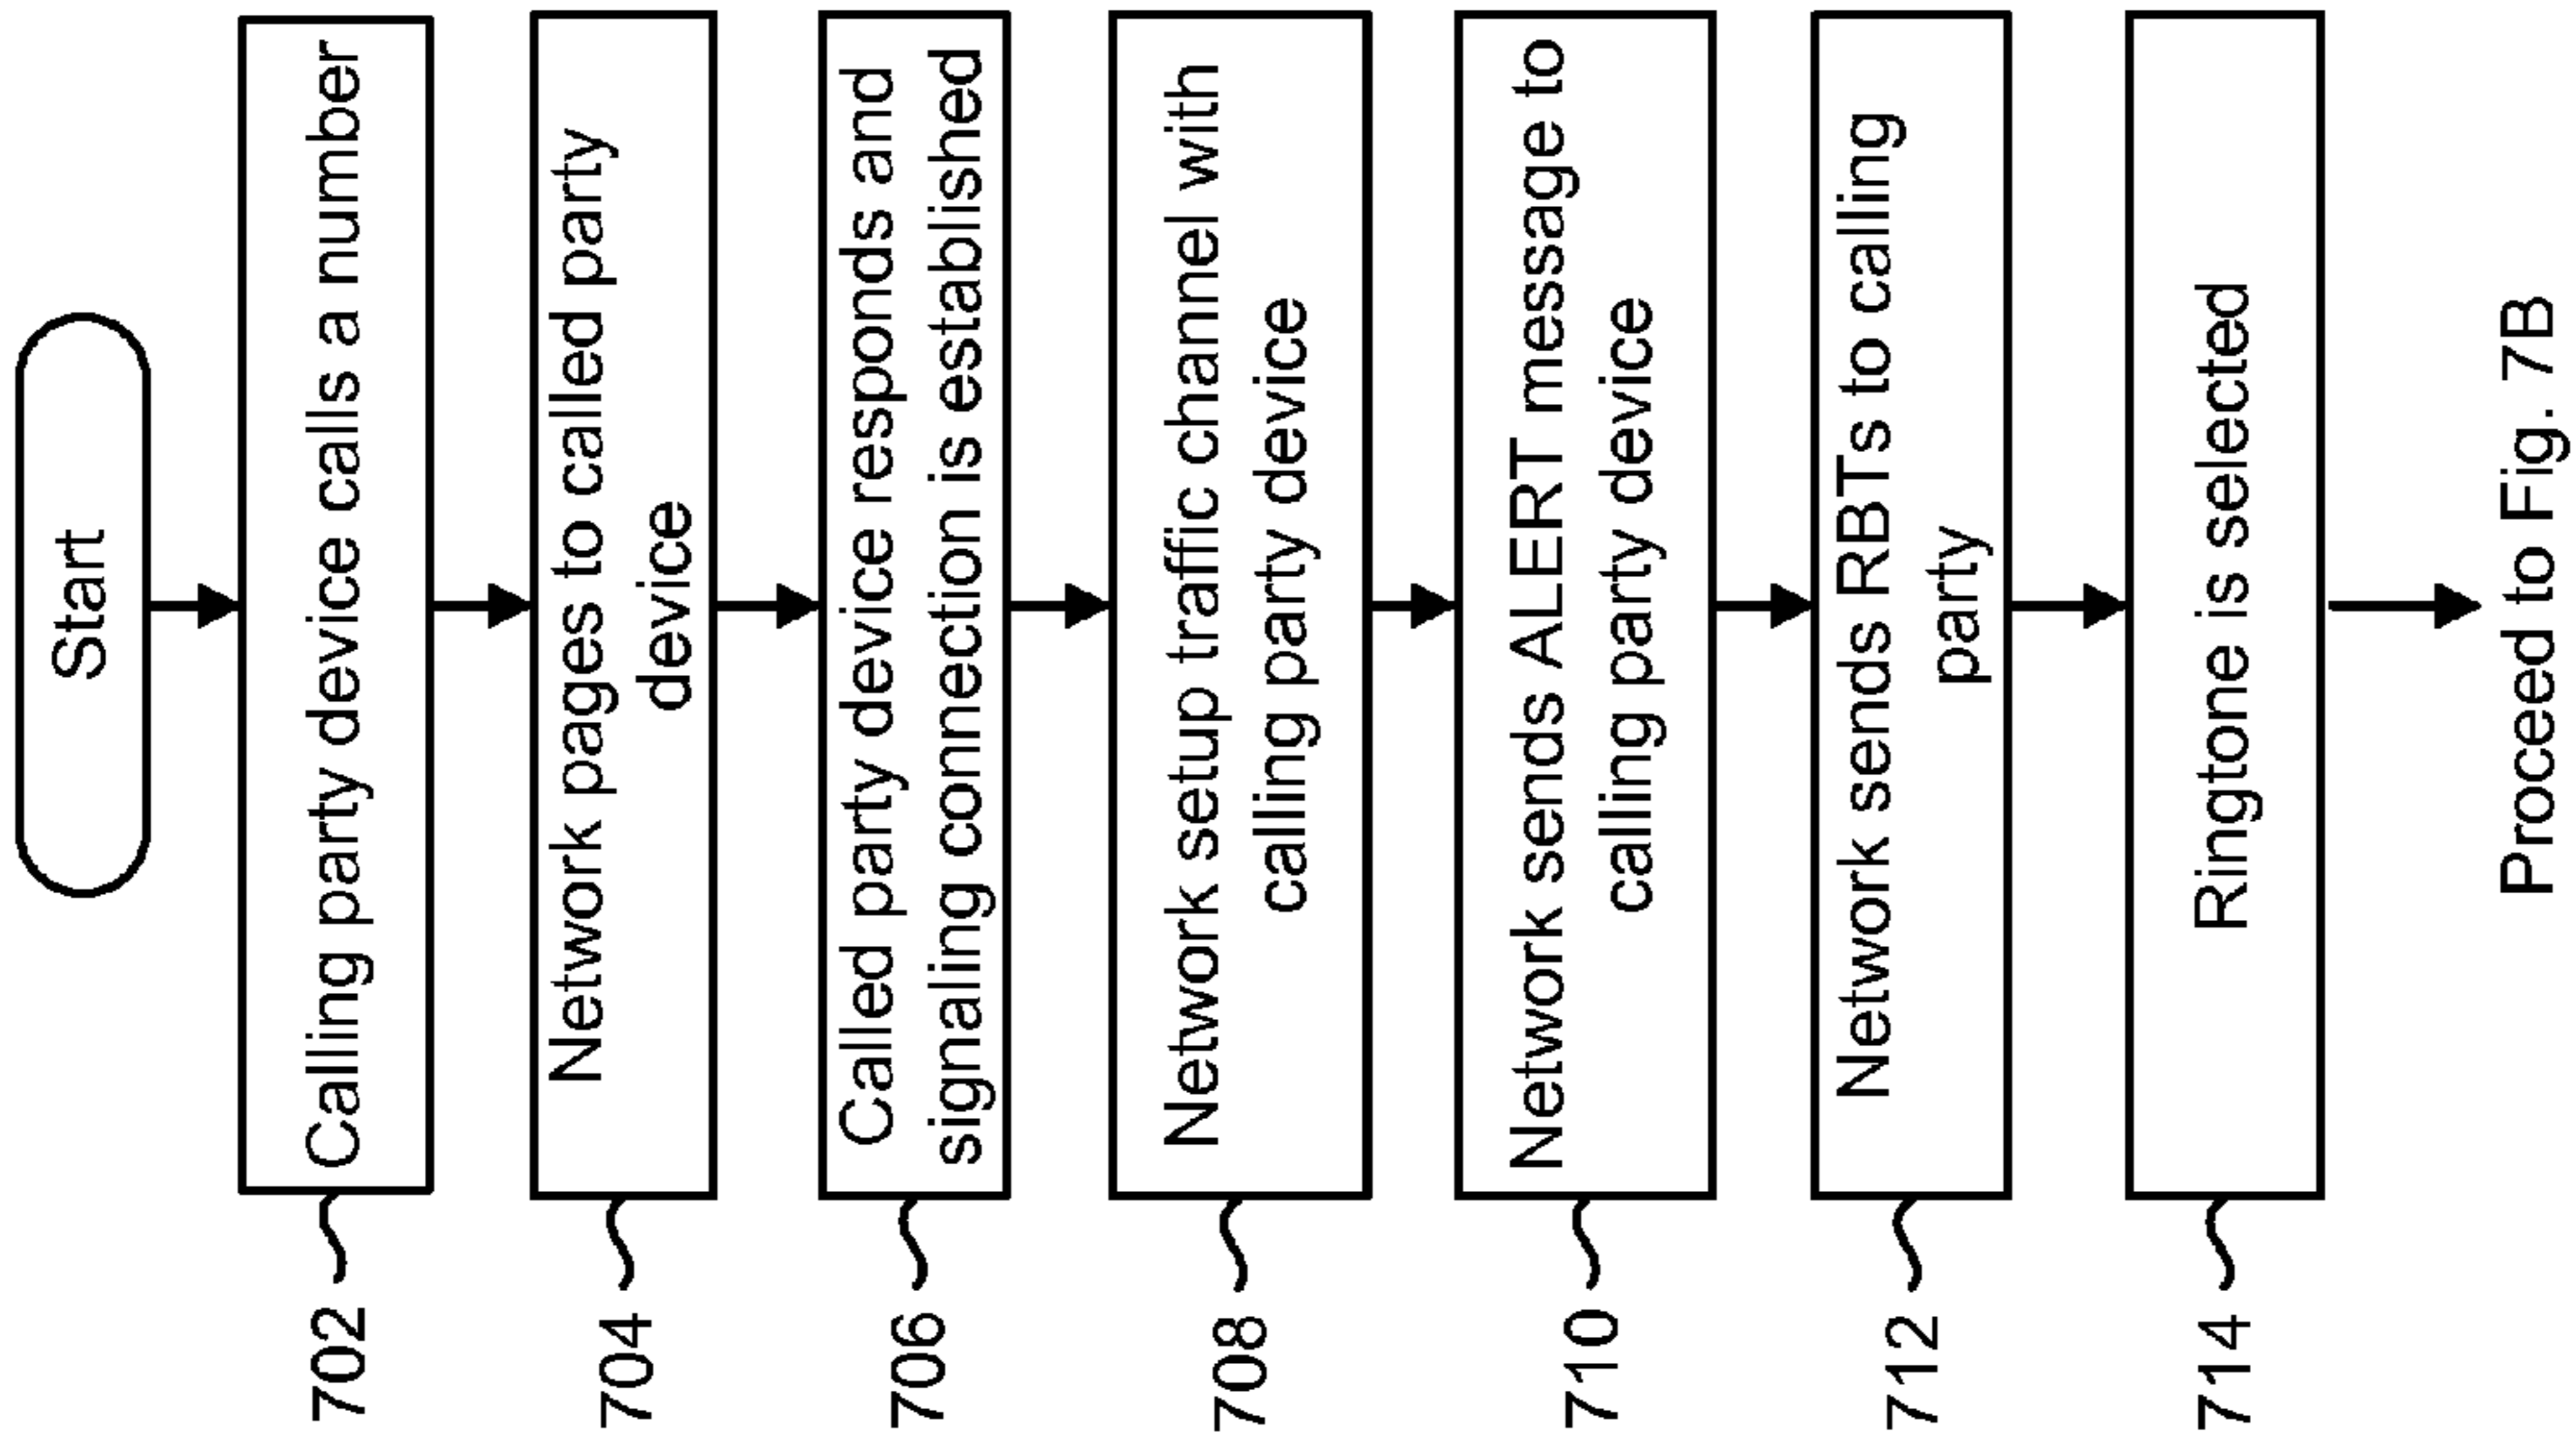 Start
702
Calling party device calls a number
704
Network pages to called party
device
706
Called party device responds and
signaling connection is established
708
Network setup traffic channel with
calling party device
710
Network sends ALERT message to
calling party device
712
Network sends RBTs to calling
party
714
Ringtone is selected
Proceed to Fig. 7B